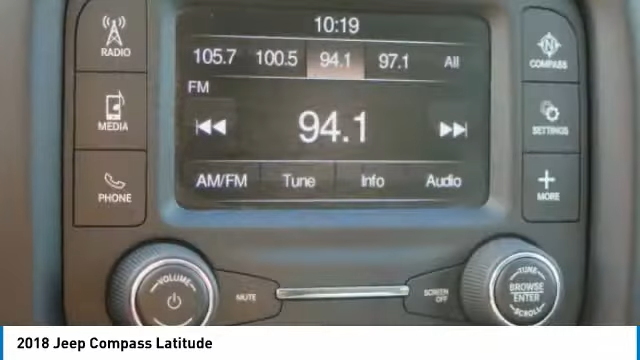 10:19
RADIO
105.7 100.5 94.1 97.1 All
COMPASS
FM
MEDIA
94.1
SETTINGS
AM/FM Tune Info Audio
PHONE
MORE
VOLUME
MUTE
SCREEN OFF
TUNE
BROWSE
ENTER
SCROLL
2018 Jeep Compass Latitude